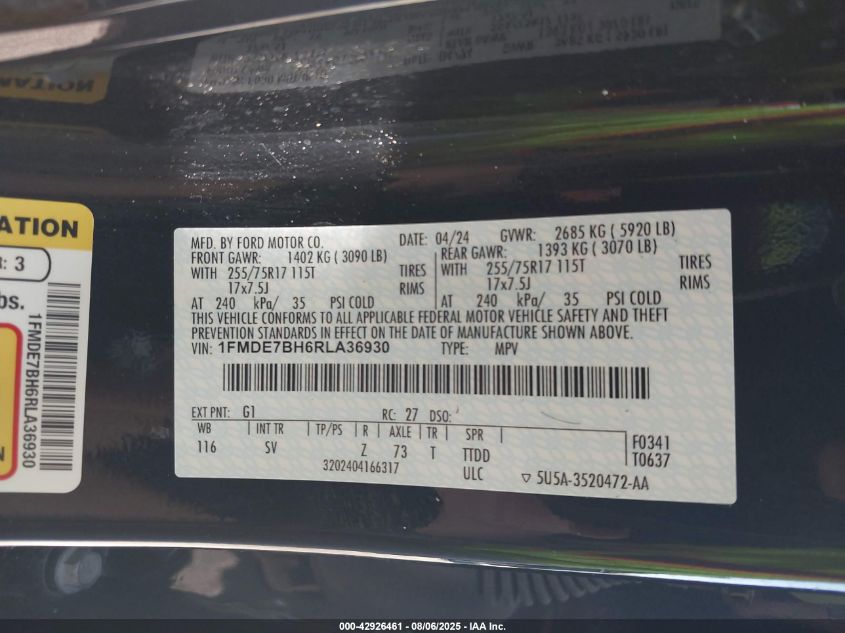 ATION
R: 3
bs.
1FMDE7BH6RLA36930
MFD. BY FORD MOTOR CO. DATE: 04/24 GVWR: 2685 KG ( 5920 LB)
FRONT GAWR: 1402 KG ( 3090 LB) REAR GAWR: 1393 KG ( 3070 LB)
WITH 255/75R17 115T TIRES WITH 255/75R17 115T TIRES
17x7.5J RIMS 17x7.5J RIMS
AT 240 kPa/ 35 PSI COLD AT 240 kPa/ 35 PSI COLD
THIS VEHICLE CONFORMS TO ALL APPLICABLE FEDERAL MOTOR VEHICLE SAFETY AND THEFT
PREVENTION STANDARDS IN EFFECT ON THE DATE OF MANUFACTURE SHOWN ABOVE.
VIN: 1FMDE7BH6RLA36930 TYPE: MPV
EXT PNT: G1 RC: 27 DSO:
WB INT TR TP/PS R AXLE TR SPR
116 SV Z 73 T TTDD
3202404166317 ULC
F0341
T0637
5U5A-3520472-AA
000-42926461 - 08/06/2025 - IAA Inc.